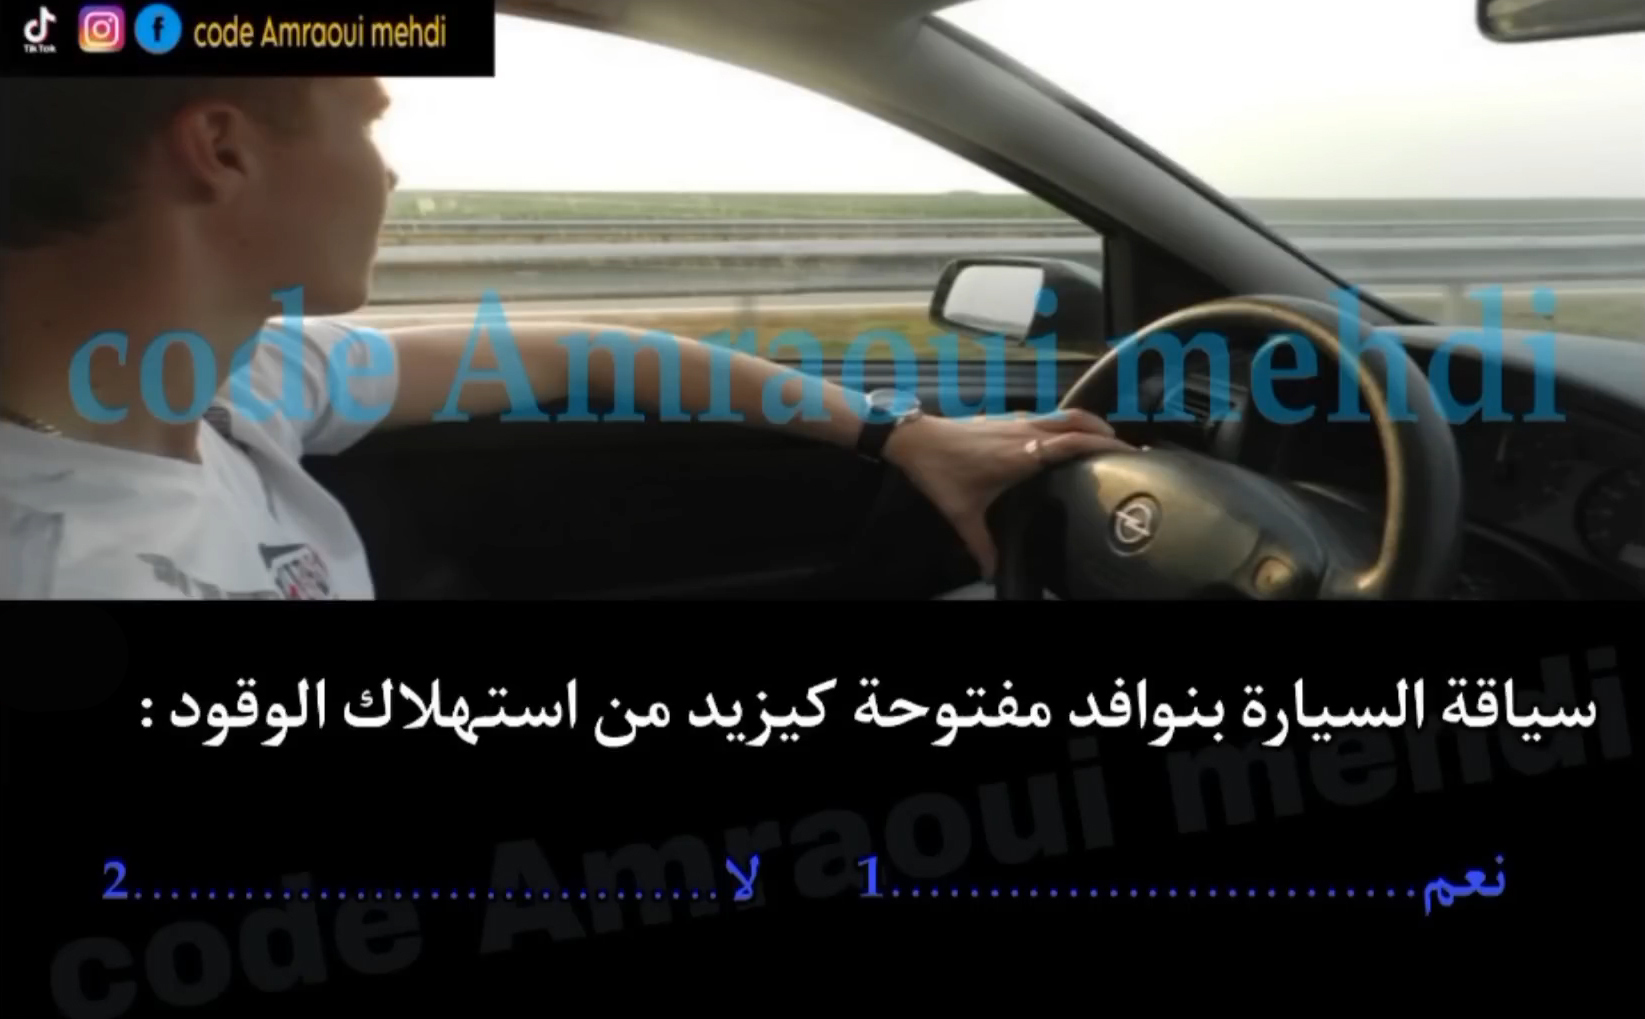 TikTok f code Amraoui mehdi
code Amraoui mehdi
سياقة السيارة بنوافد مفتوحة كيزيد من استهلاك الوقود :
نعم...........................1 لا..............................2
code Amraoui mehdi